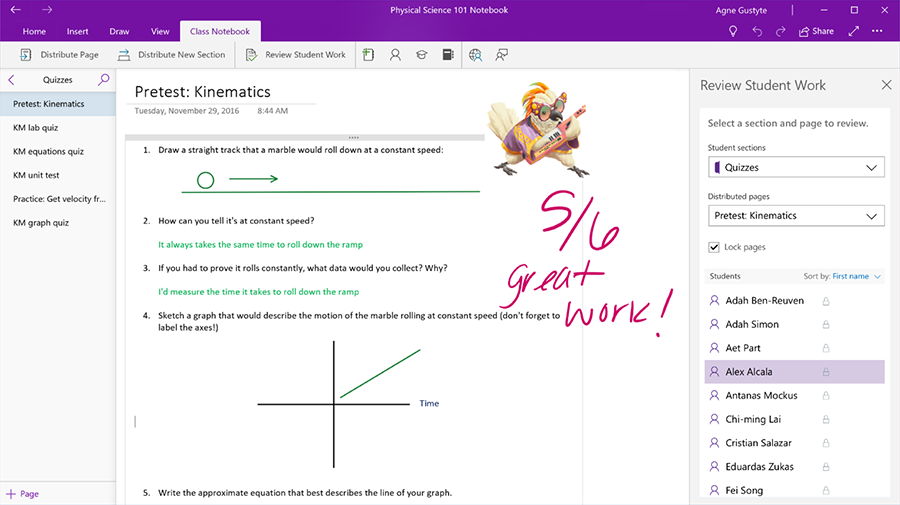 Physical Science 101 Notebook
Agne Gustyte
Home Insert Draw View Class Notebook
Share
Distribute Page Distribute New Section Review Student Work
Quizzes
Pretest: Kinematics
KM lab quiz
KM equations quiz
KM unit test
Practice: Get velocity fr...
KM graph quiz
Page
Pretest: Kinematics
Tuesday, November 29, 2016 8:44 AM
1. Draw a straight track that a marble would roll down at a constant speed:
2. How can you tell it's at constant speed?
It always takes the same time to roll down the ramp
3. If you had to prove it rolls constantly, what data would you collect? Why?
I'd measure the time it takes to roll down the ramp
4. Sketch a graph that would describe the motion of the marble rolling at constant speed (don't forget to
label the axes!)
Time
5. Write the approximate equation that best describes the line of your graph.
5/6
great
work!
Review Student Work
Select a section and page to review.
Student sections
Quizzes
Distributed pages
Pretest: Kinematics
Lock pages
Students Sort by: First name
Adah Ben-Reuven
Adah Simon
Aet Part
Alex Alcala
Antanas Mockus
Chi-ming Lai
Cristian Salazar
Eduardas Zukas
Fei Song